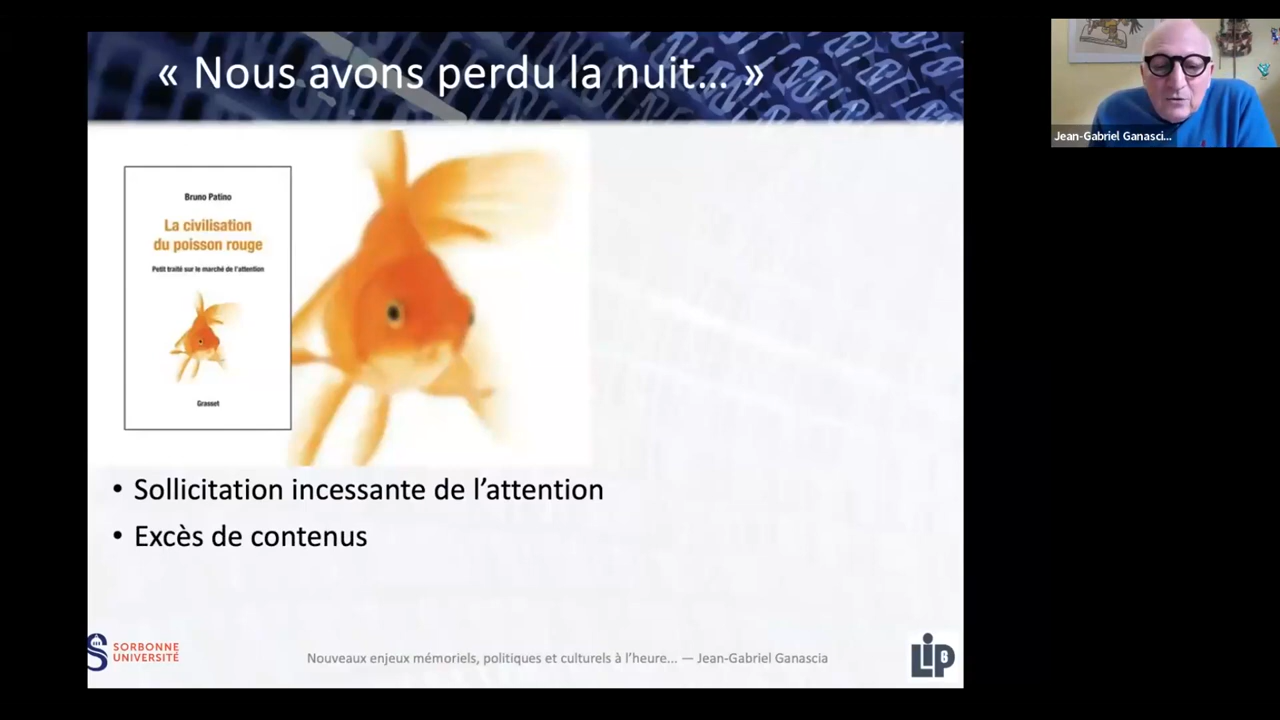 « Nous avons perdu la nuit... »
Jean-Gabriel Ganasci...
Bruno Patino
La civilisation
du poisson rouge
Petit traité sur le marché de l'attention
Grasset
• Sollicitation incessante de l'attention
• Excès de contenus
SORBONNE
UNIVERSITÉ
Nouveaux enjeux mémoriels, politiques et culturels à l'heure... — Jean-Gabriel Ganascia
LIP6